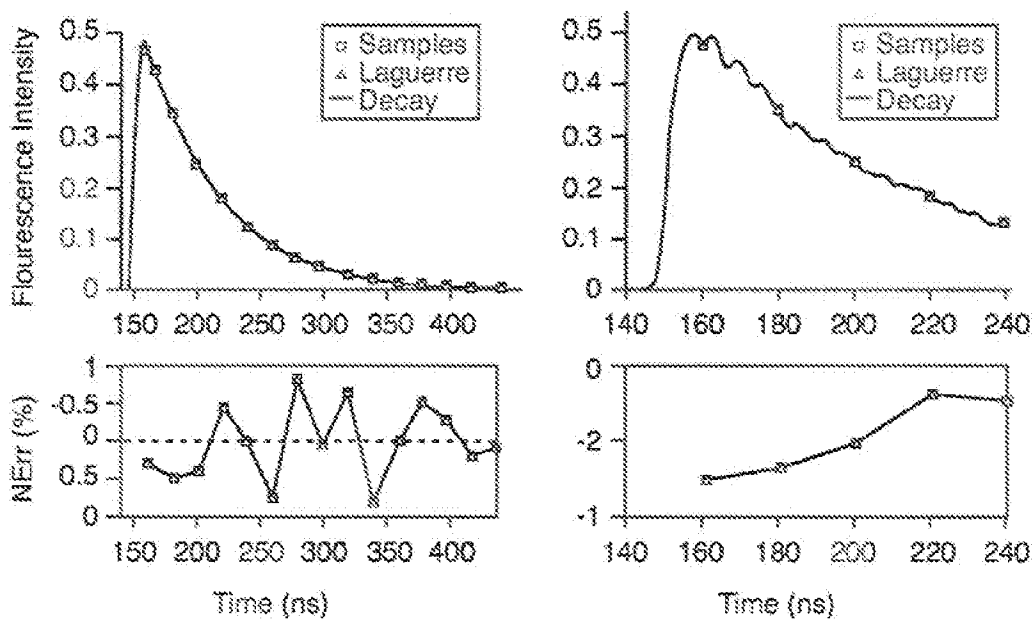 Flourescence Intensity
0.5
0.4
0.3
0.2
0.1
0
150 200 250 300 350 400
Samples
Laguerre
Decay
0.5
0.4
0.3
0.2
0.1
0
140 160 180 200 220 240
Samples
Laguerre
Decay
NErr (%)
1
-0.5
0
0.5
0
150 200 250 300 350 400
Time (ns)
-0
-2
-1
140 160 180 200 220 240
Time (ns)